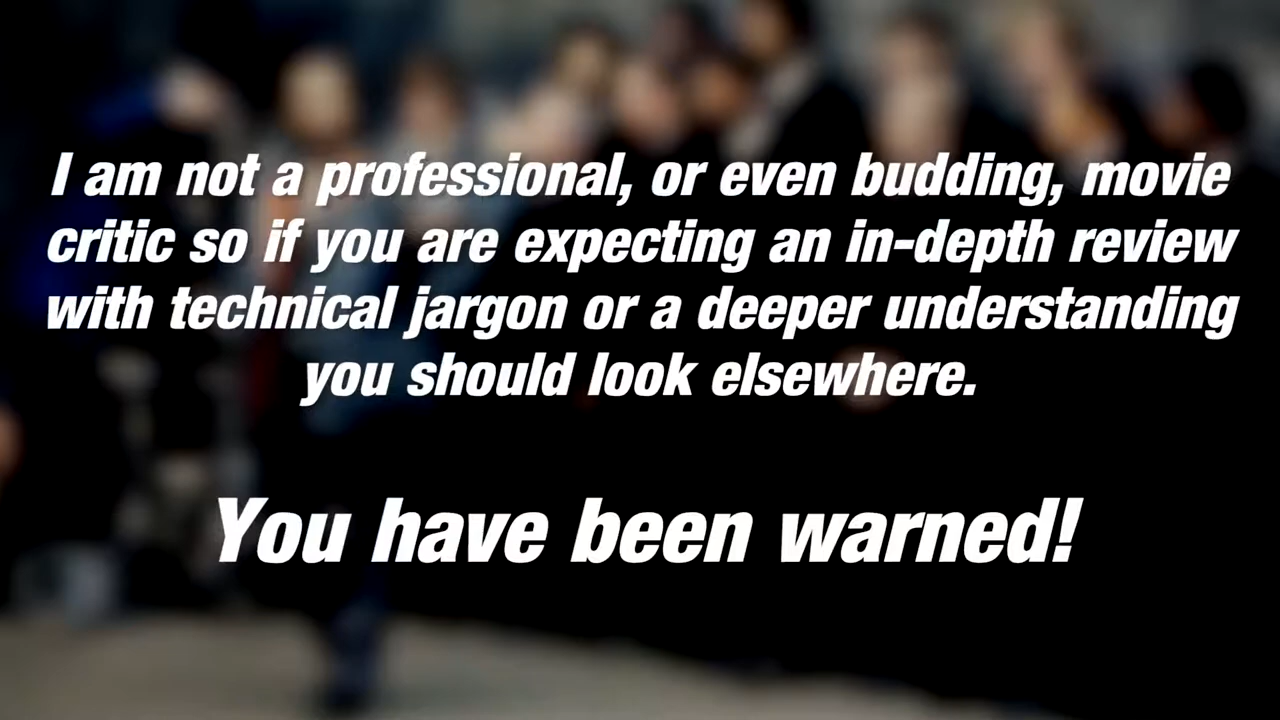 I am not a professional, or even budding, movie
critic so if you are expecting an in-depth review
with technical jargon or a deeper understanding
you should look elsewhere.
You have been warned!